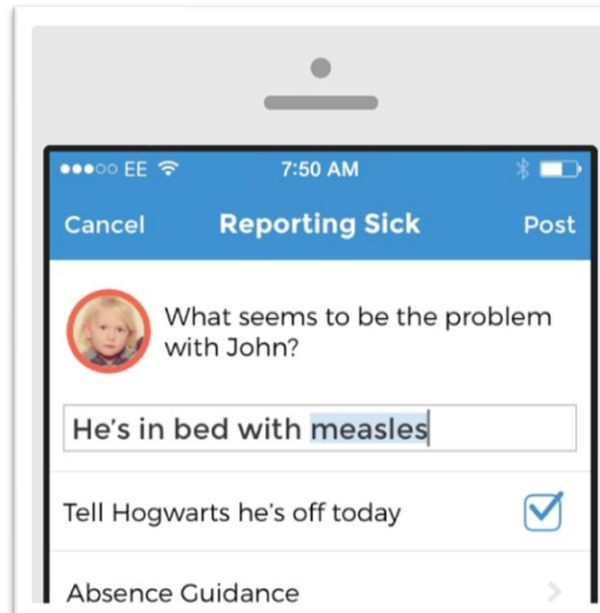 EE 7:50 AM
Cancel Reporting Sick Post
What seems to be the problem
with John?
He's in bed with measles
Tell Hogwarts he's off today
Absence Guidance